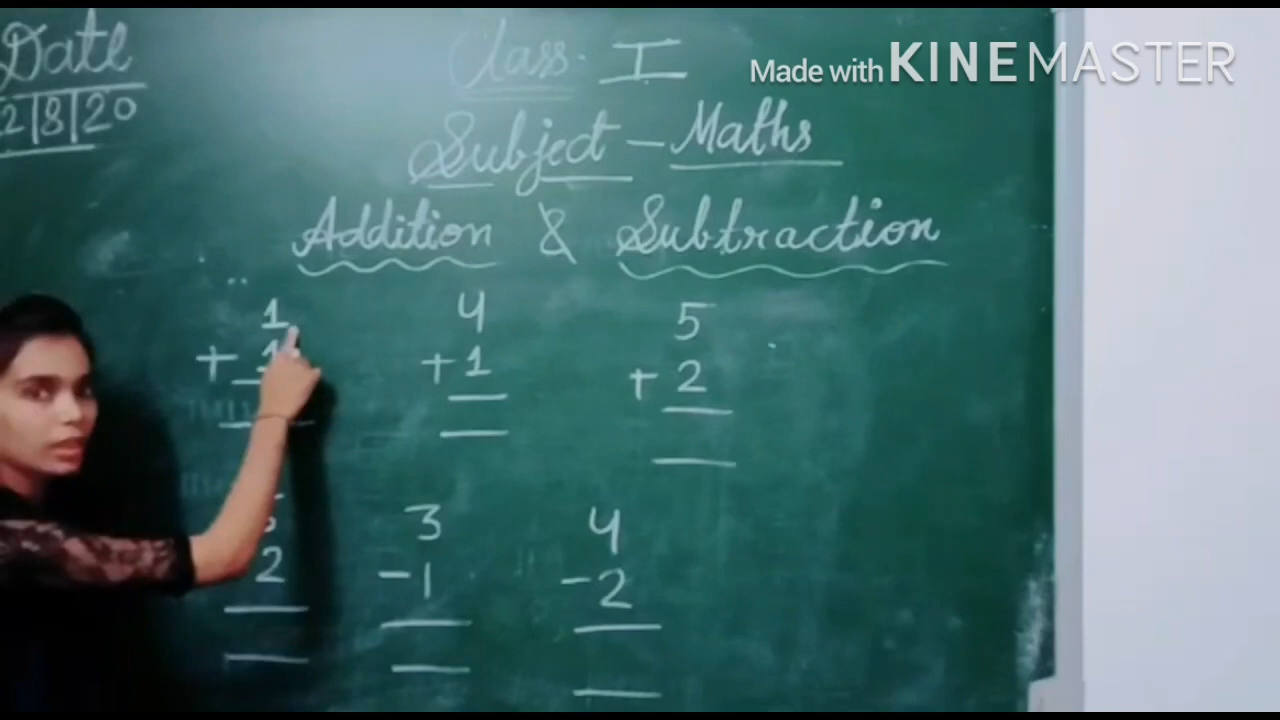 Date
2|8|20
Class. I
Made with KINEMASTER
Subject - Maths
Addition & Subtraction
1 4 5
+ 1 + 1 + 2
3 4
2 - 1 - 2